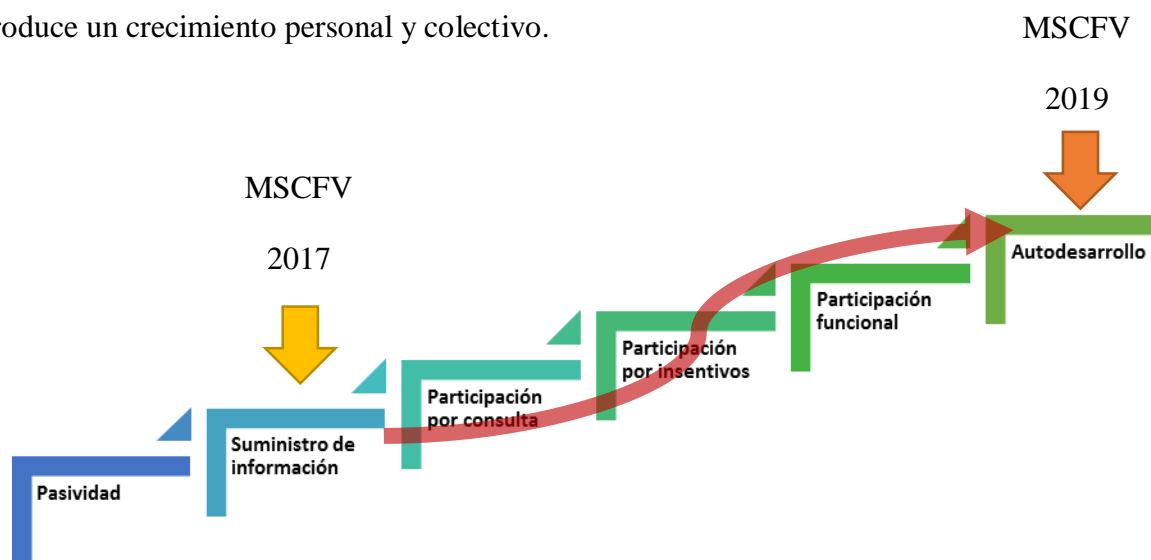 roduce un crecimiento personal y colectivo.
MSCFV
2019
MSCFV
2017
Autodesarrollo
Participación
funcional
Participación
por insentivos
Participación
por consulta
Suministro de
información
Pasividad